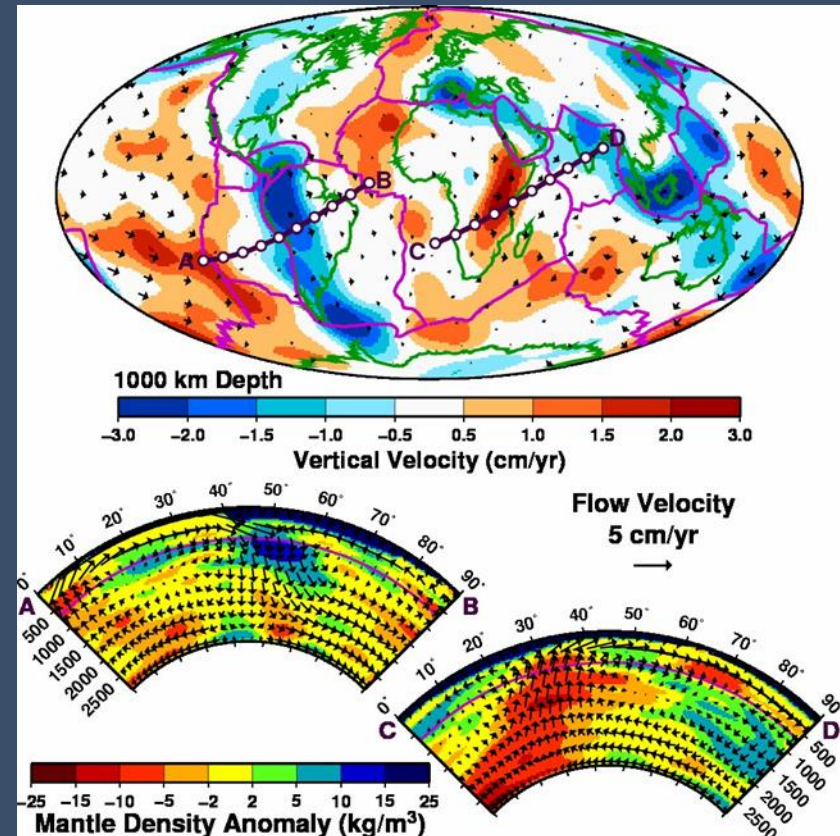 A
B
C
D
1000 km Depth
−3.0 −2.0 −1.5 −1.0 −0.5 0.5 1.0 1.5 2.0 3.0
Vertical Velocity (cm/yr)
Flow Velocity
5 cm/yr
0° 10° 20° 30° 40° 50° 60° 70° 80° 90°
A B
500
1000
1500
2000
2500
0° 10° 20° 30° 40° 50° 60° 70° 80° 90
C D
500
1000
1500
2000
2500
−25 −15 −10 −5 −2 2 5 10 15 25
Mantle Density Anomaly (kg/m³)